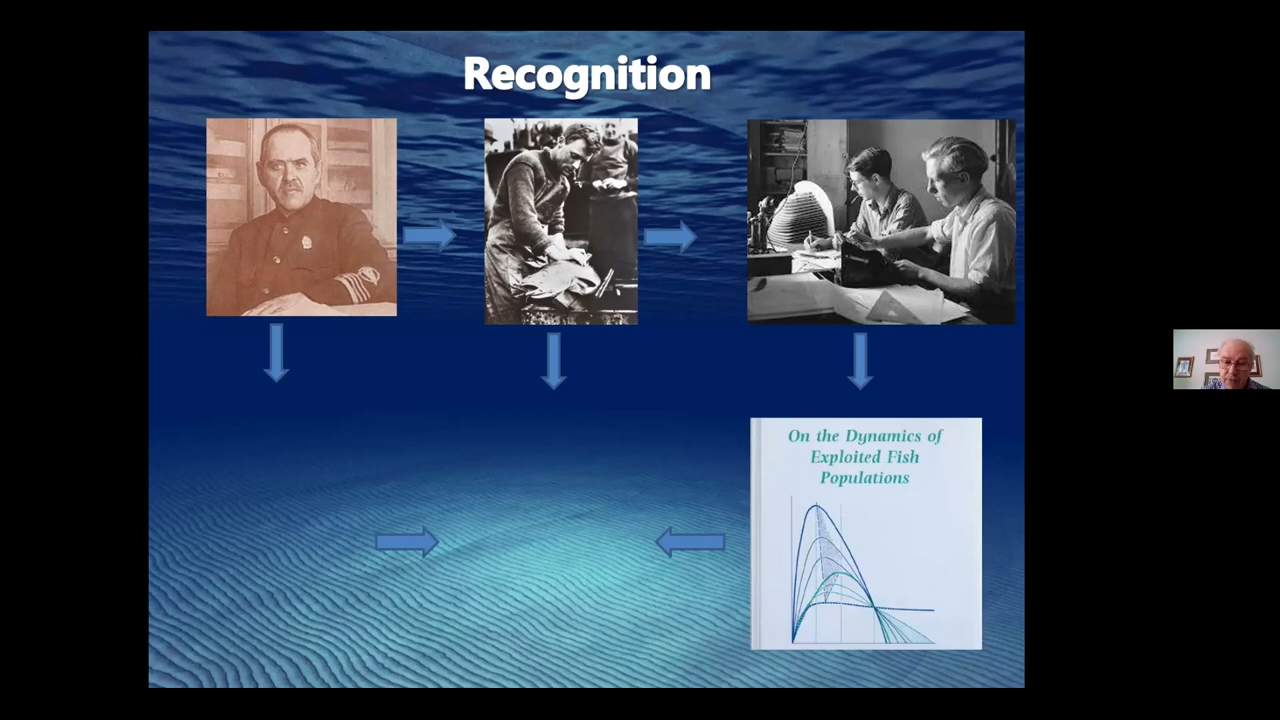 Recognition
On the Dynamics of
Exploited Fish
Populations